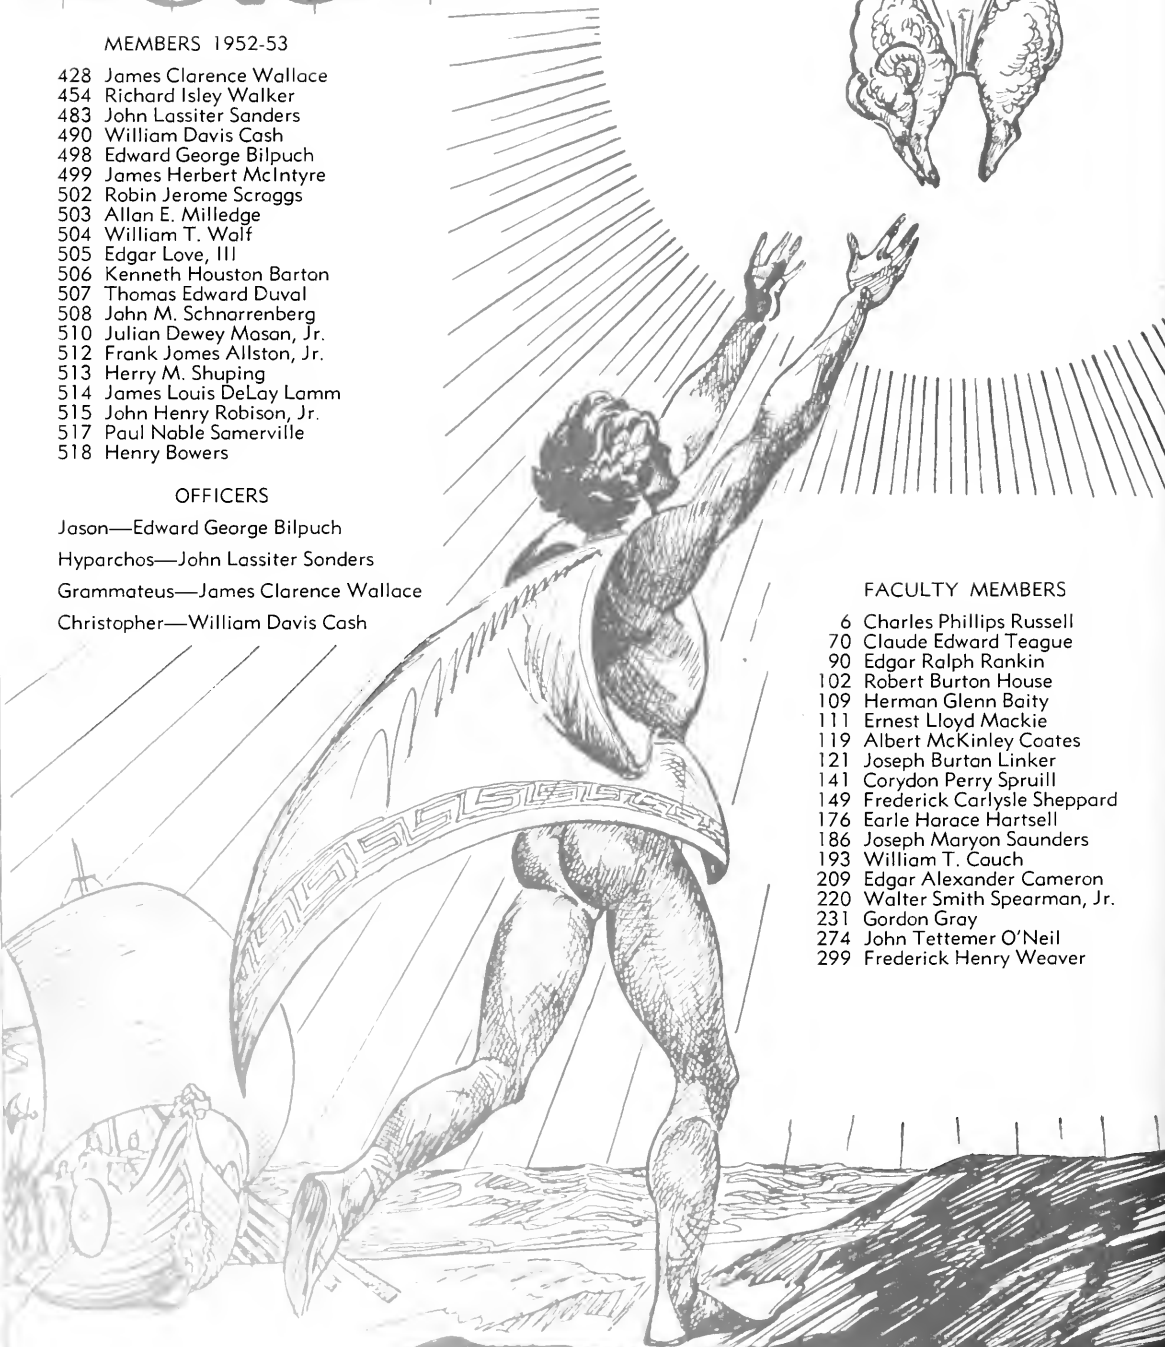 MEMBERS 1952-53
428 James Clarence Wallace
454 Richard Isley Walker
483 John Lassiter Sanders
490 William Davis Cash
498 Edward George Bilpuch
499 James Herbert McIntyre
502 Robin Jerome Scroggs
503 Allan E. Milledge
504 William T. Wolf
505 Edgar Love, III
506 Kenneth Houston Barton
507 Thomas Edward Duval
508 John M. Schnorrenberg
510 Julian Dewey Mason, Jr.
512 Frank James Allston, Jr.
513 Herry M. Shuping
514 James Louis DeLay Lamm
515 John Henry Robison, Jr.
517 Paul Noble Somerville
518 Henry Bowers
OFFICERS
Jason—Edward George Bilpuch
Hyparchos—John Lassiter Sonders
Grammateus—James Clarence Wallace
Christopher—William Davis Cash
FACULTY MEMBERS
6 Charles Phillips Russell
70 Claude Edward Teague
90 Edgar Ralph Rankin
102 Robert Burton House
109 Herman Glenn Baity
111 Ernest Lloyd Mackie
119 Albert McKinley Coates
121 Joseph Burton Linker
141 Corydon Perry Spruill
149 Frederick Carlysle Sheppard
176 Earle Horace Hartsell
186 Joseph Maryon Saunders
193 William T. Couch
209 Edgar Alexander Cameron
220 Walter Smith Spearman, Jr.
231 Gordon Gray
274 John Tettemer O'Neil
299 Frederick Henry Weaver